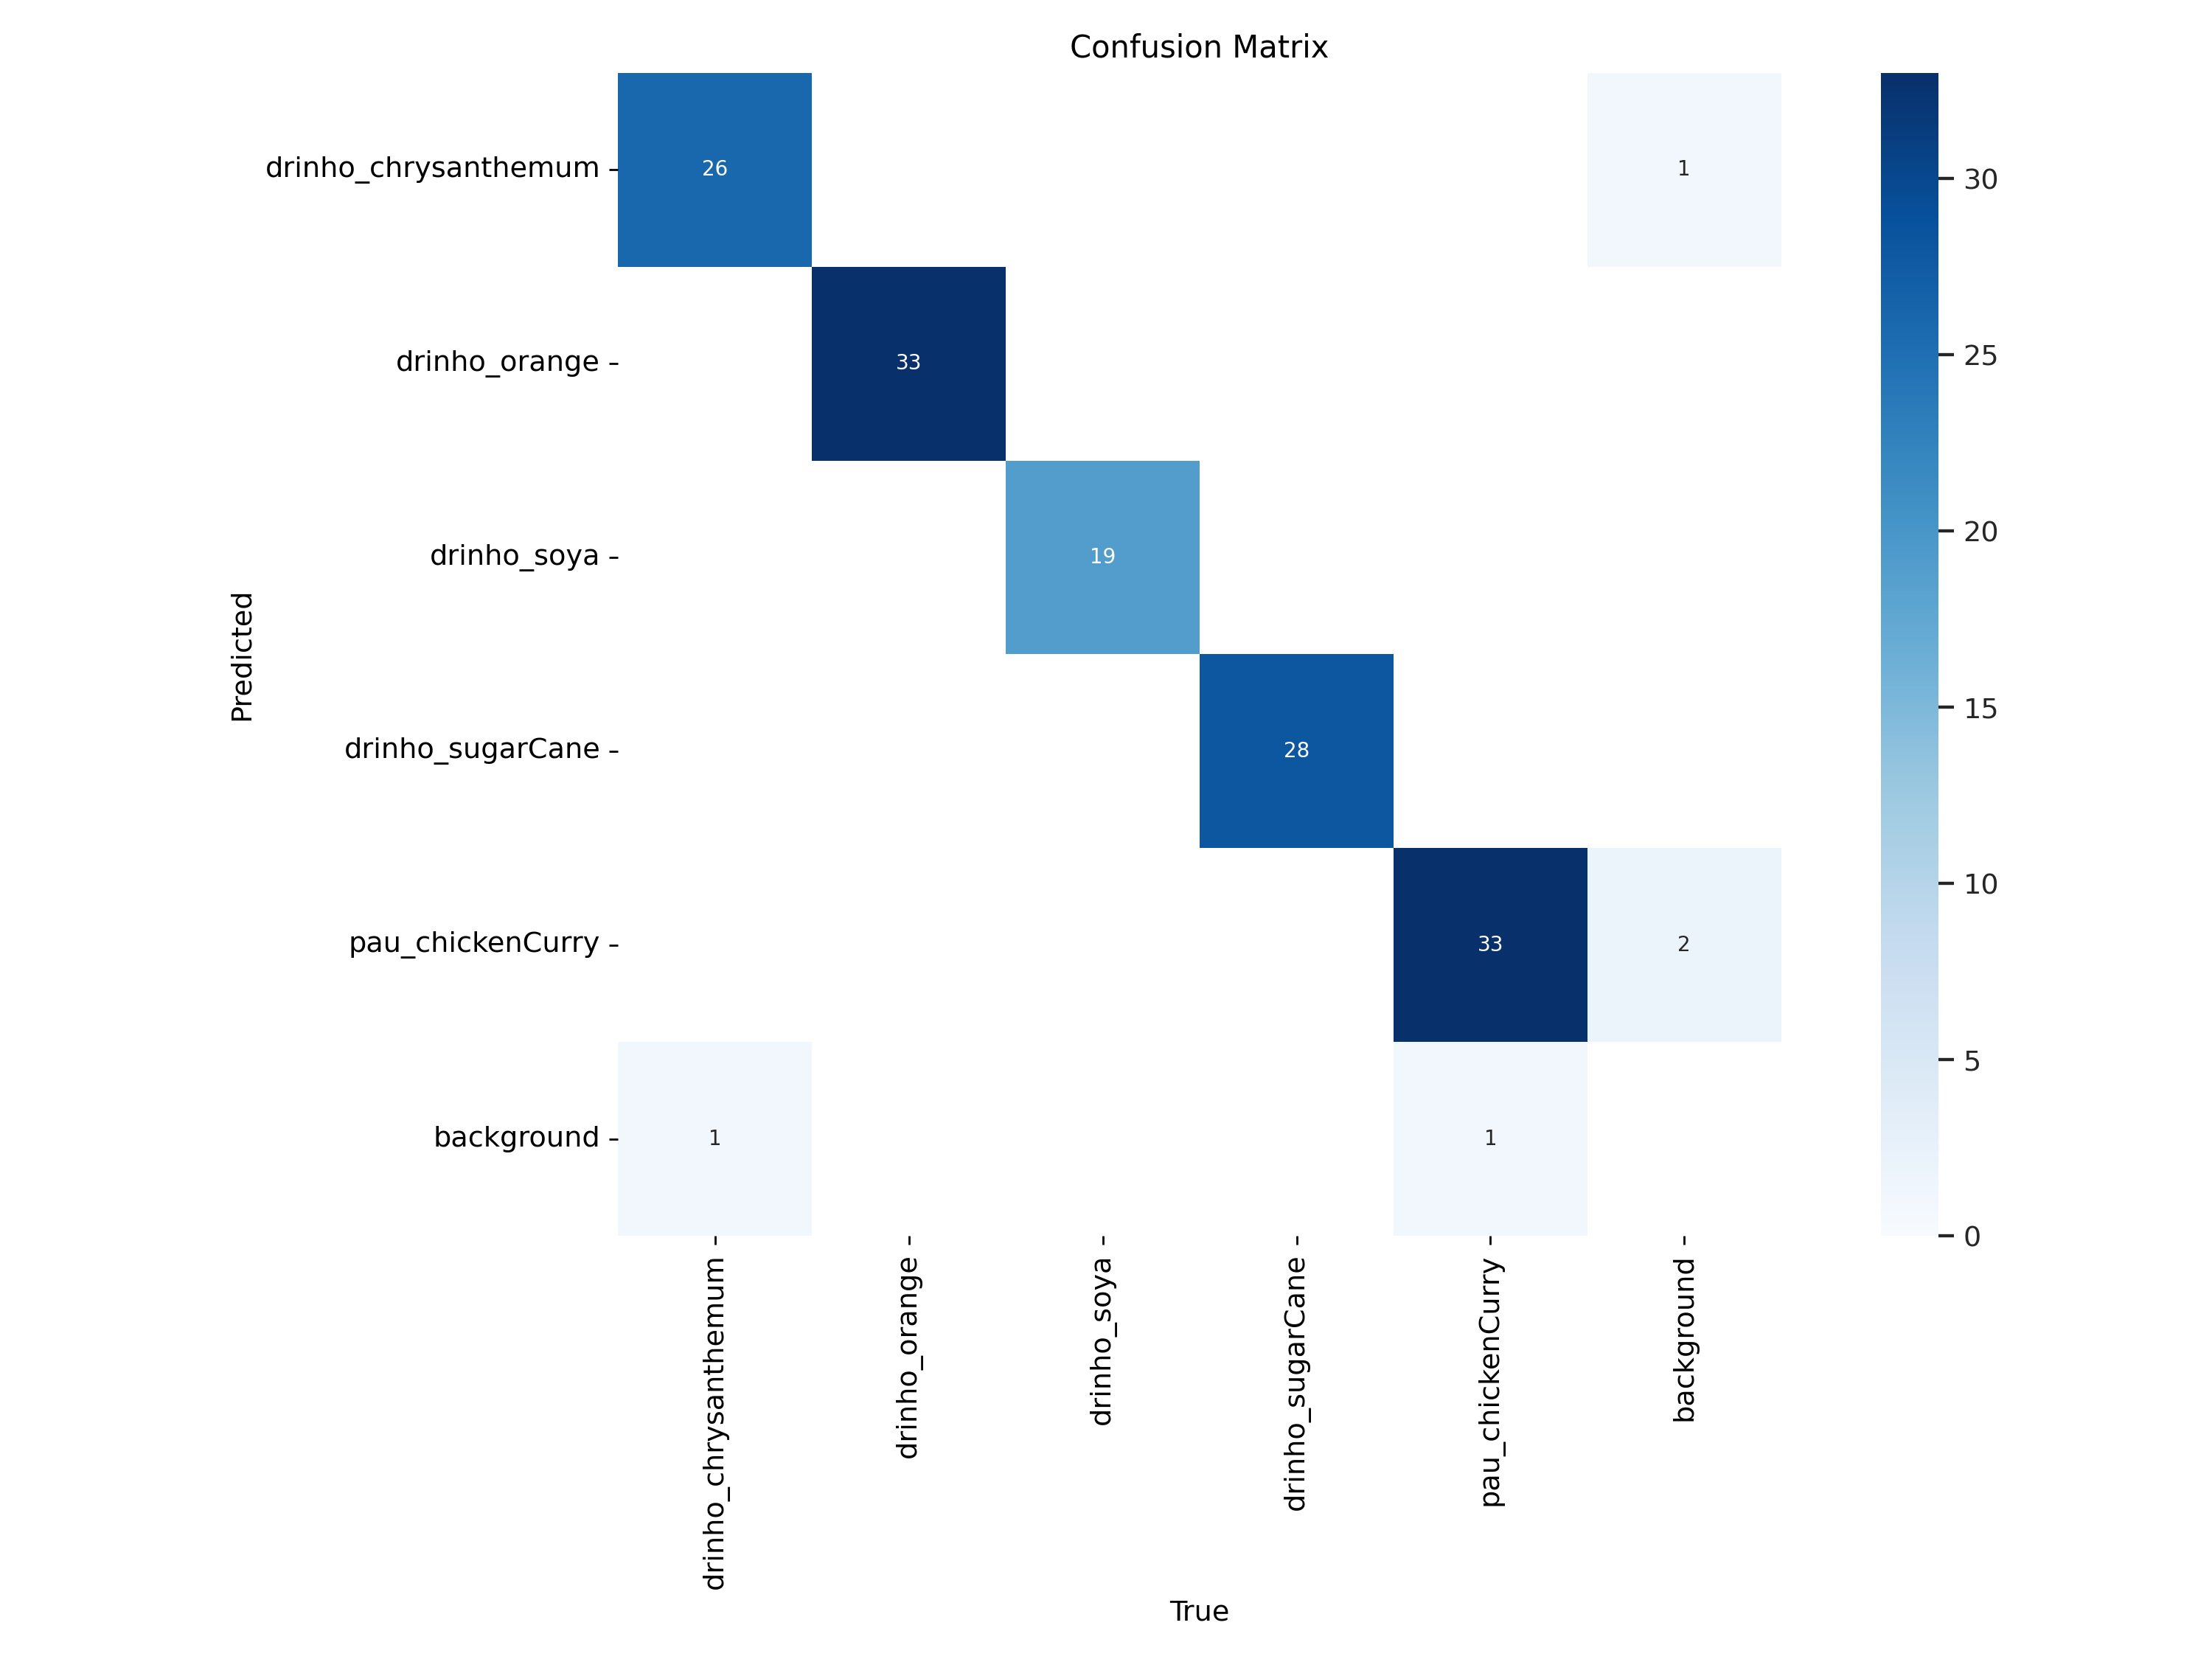 Confusion Matrix
drinho_chrysanthemum
26
1
drinho_orange
33
drinho_soya
19
drinho_sugarCane
28
pau_chickenCurry
33
2
background
1
1
Predicted
30
25
20
15
10
5
0
drinho_chrysanthemum
drinho_orange
drinho_soya
drinho_sugarCane
pau_chickenCurry
background
True